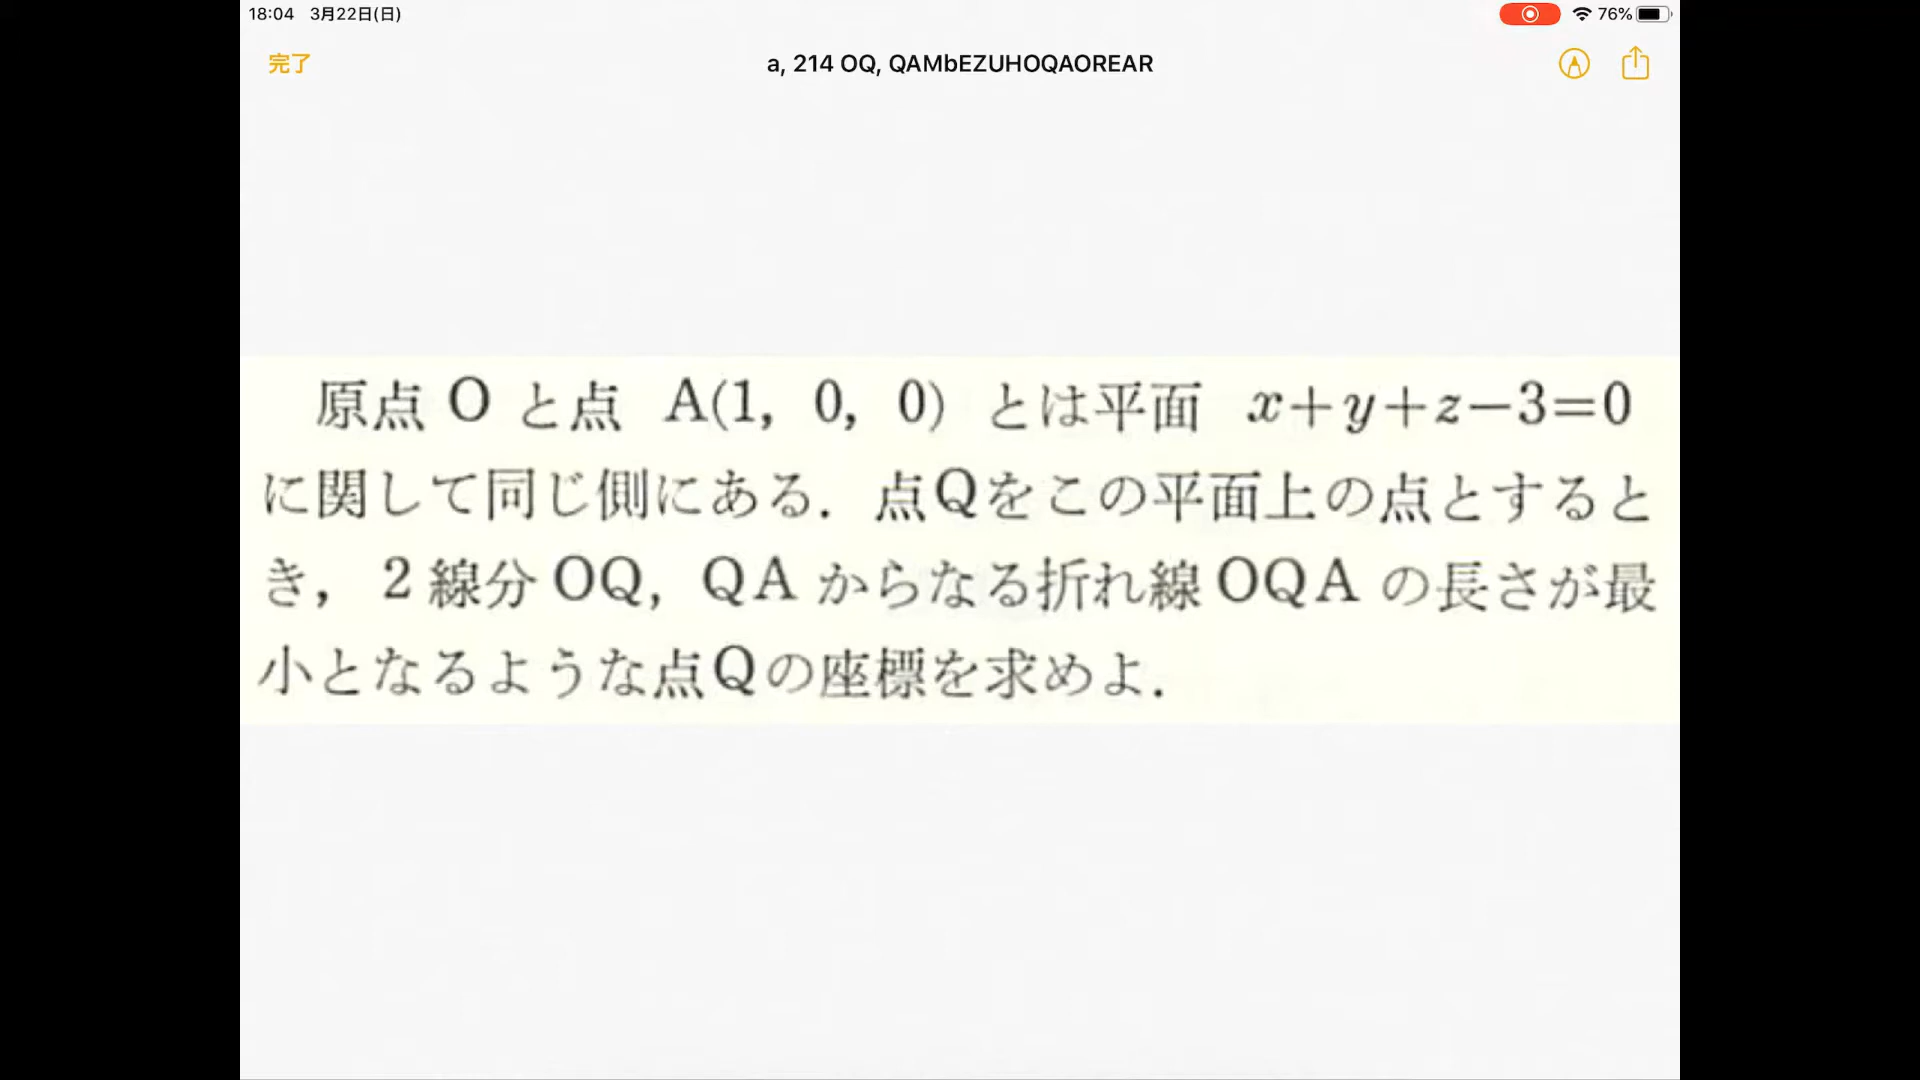 18:04 3月22日(日)
76%
完了
a, 214 OQ, QAMbEZUHOQAOREAR
原点 O と点 A(1, 0, 0) とは平面 x+y+z-3=0
に関して同じ側にある. 点Qをこの平面上の点とすると
き, 2 線分 OQ, QA からなる折れ線 OQA の長さが最
小となるような点Qの座標を求めよ.